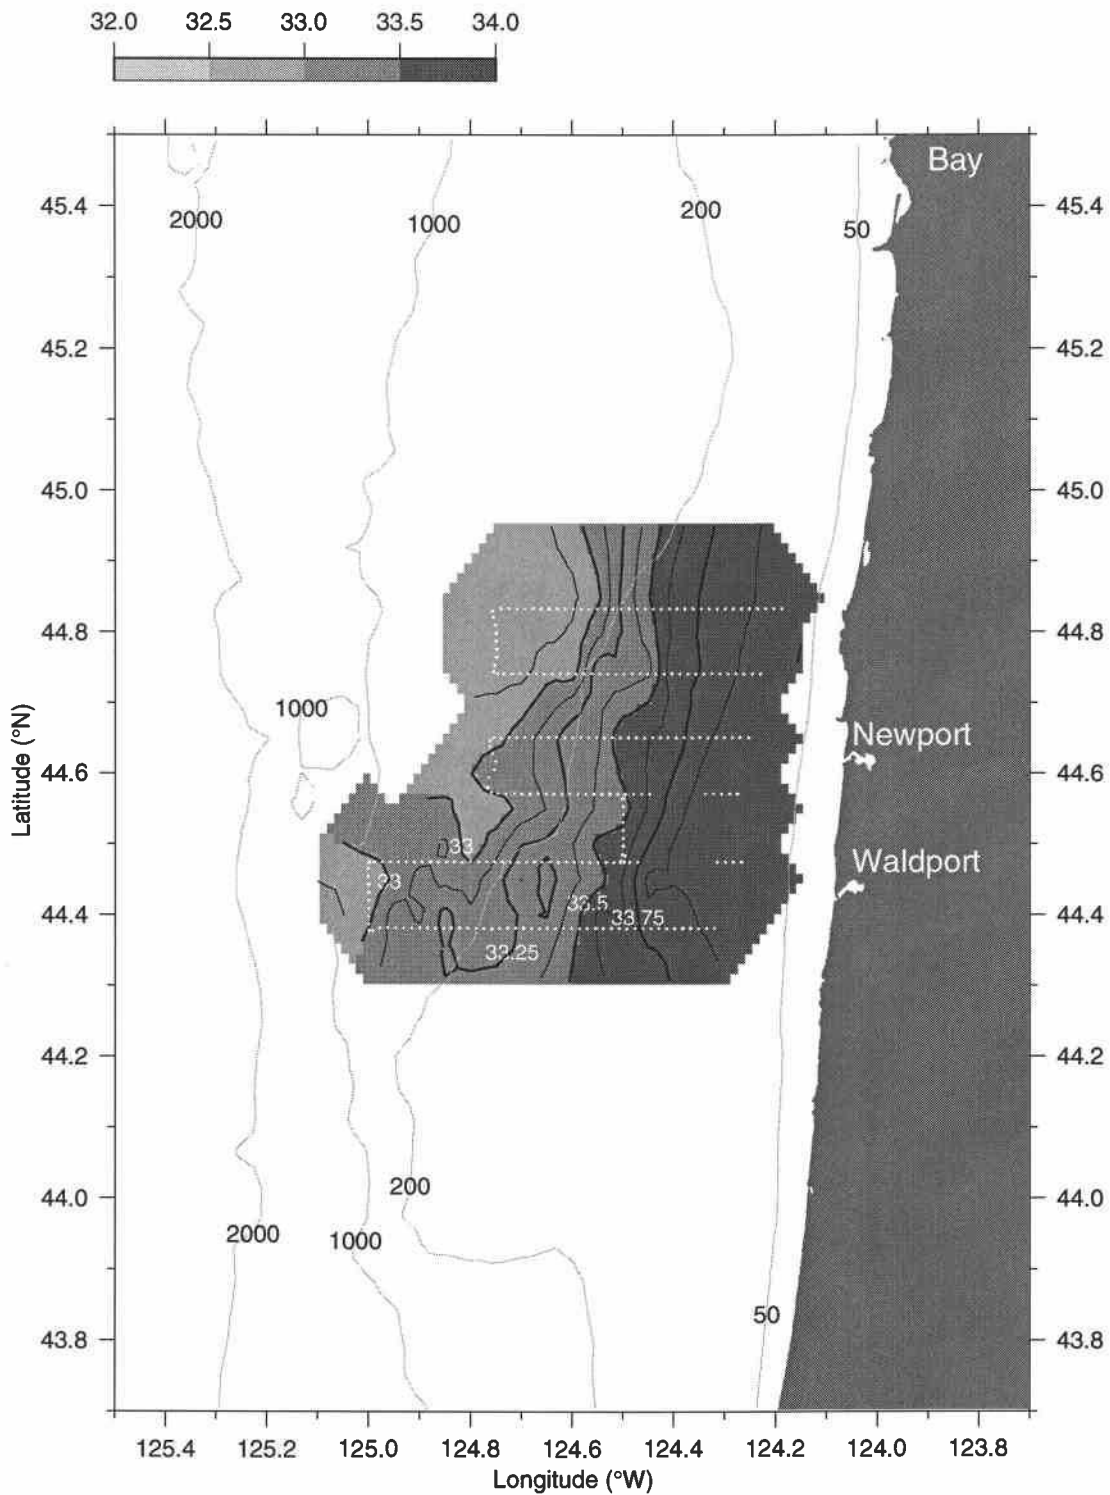 32.0 32.5 33.0 33.5 34.0
Bay
45.4 2000 1000 200 50 45.4
45.2 45.2
45.0 45.0
44.8 44.8
1000 Newport
44.6 44.6
33 Waldport
33
44.4 33.5 33.75 44.4
33.25
44.2 44.2
44.0 200 44.0
2000 1000
43.8 50 43.8
125.4 125.2 125.0 124.8 124.6 124.4 124.2 124.0 123.8
Longitude (°W)
Latitude (°N)